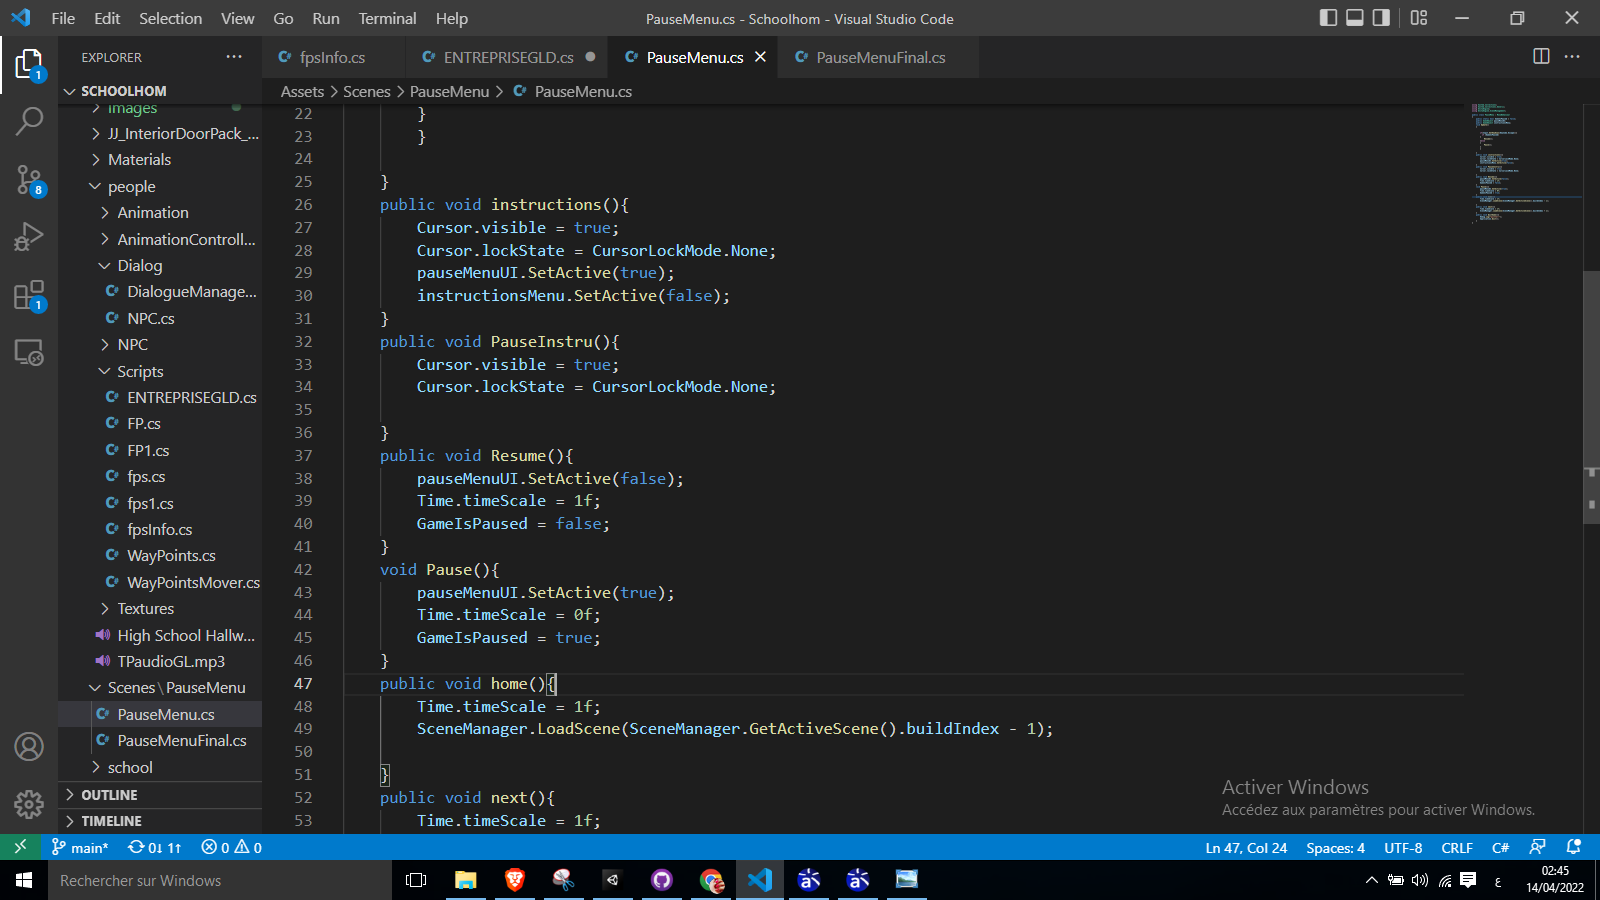 File Edit Selection View Go Run Terminal Help
PauseMenu.cs - Schoolhom - Visual Studio Code
EXPLORER
fpsInfo.cs
ENTREPRISEGLD.cs
PauseMenu.cs
PauseMenuFinal.cs
SCHOOLHOM
Assets > Scenes > PauseMenu > PauseMenu.cs
images
JJ_InteriorDoorPack_...
Materials
people
Animation
AnimationControll...
Dialog
DialogueManage...
NPC.cs
NPC
Scripts
ENTREPRISEGLD.cs
FP.cs
FP1.cs
fps.cs
fps1.cs
fpsInfo.cs
WayPoints.cs
WayPointsMover.cs
Textures
High School Hallw...
TPaudioGL.mp3
Scenes\PauseMenu
PauseMenu.cs
PauseMenuFinal.cs
school
OUTLINE
TIMELINE
1
8
1
22 }
23 }
24
25 }
26 public void instructions(){
27 Cursor.visible = true;
28 Cursor.lockState = CursorLockMode.None;
29 pauseMenuUI.SetActive(true);
30 instructionsMenu.SetActive(false);
31 }
32 public void PauseInstru(){
33 Cursor.visible = true;
34 Cursor.lockState = CursorLockMode.None;
35
36 }
37 public void Resume(){
38 pauseMenuUI.SetActive(false);
39 Time.timeScale = 1f;
40 GameIsPaused = false;
41 }
42 void Pause(){
43 pauseMenuUI.SetActive(true);
44 Time.timeScale = 0f;
45 GameIsPaused = true;
46 }
47 public void home(){
48 Time.timeScale = 1f;
49 SceneManager.LoadScene(SceneManager.GetActiveScene().buildIndex - 1);
50
51 }
52 public void next(){
53 Time.timeScale = 1f;
Activer Windows
Accédez aux paramètres pour activer Windows.
main* 0↓ 1↑ 0 0
Ln 47, Col 24 Spaces: 4 UTF-8 CRLF C#
Rechercher sur Windows
ع
02:45
14/04/2022